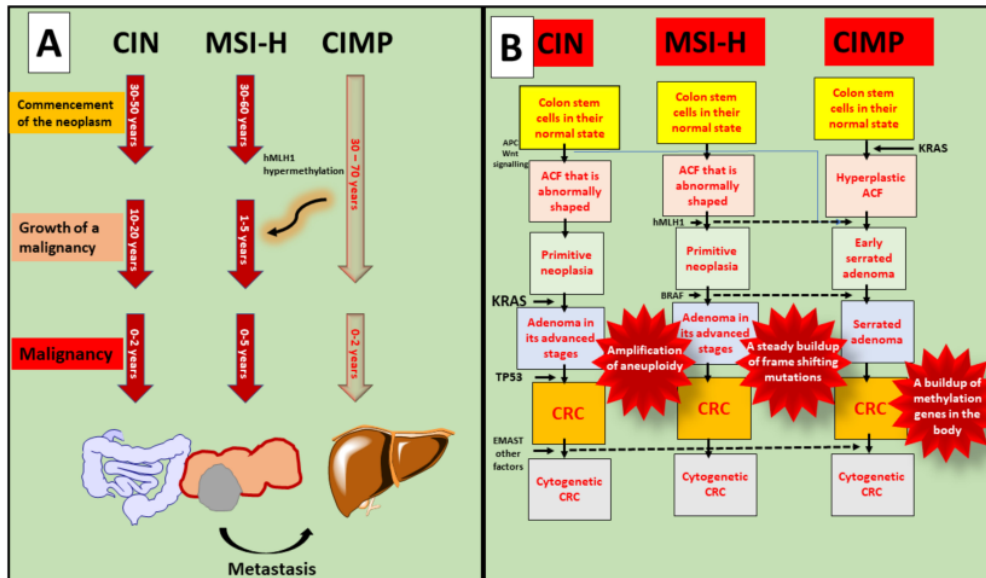 A
CIN
MSI-H
CIMP
Commencement
of the neoplasm
30-50 years
30-60 years
30 – 70 years
hMLH1
hypermethylation
Growth of a
malignancy
10-20 years
1-5 years
Malignancy
0-2 years
0-5 years
0-2 years
Metastasis
B
CIN
MSI-H
CIMP
Colon stem
cells in their
normal state
Colon stem
cells in their
normal state
Colon stem
cells in their
normal state
APC
Wnt
signalling
KRAS
ACF that is
abnormally
shaped
ACF that is
abnormally
shaped
Hyperplastic
ACF
hMLH1
Primitive
neoplasia
Primitive
neoplasia
Early
serrated
adenoma
KRAS
BRAF
Adenoma in
its advanced
stages
Amplification
of aneuploidy
Adenoma in
its advanced
stages
A steady buildup
of frame shifting
mutations
Serrated
adenoma
TP53
CRC
CRC
CRC
A buildup of
methylation
genes in the
body
EMAST
other
factors
Cytogenetic
CRC
Cytogenetic
CRC
Cytogenetic
CRC